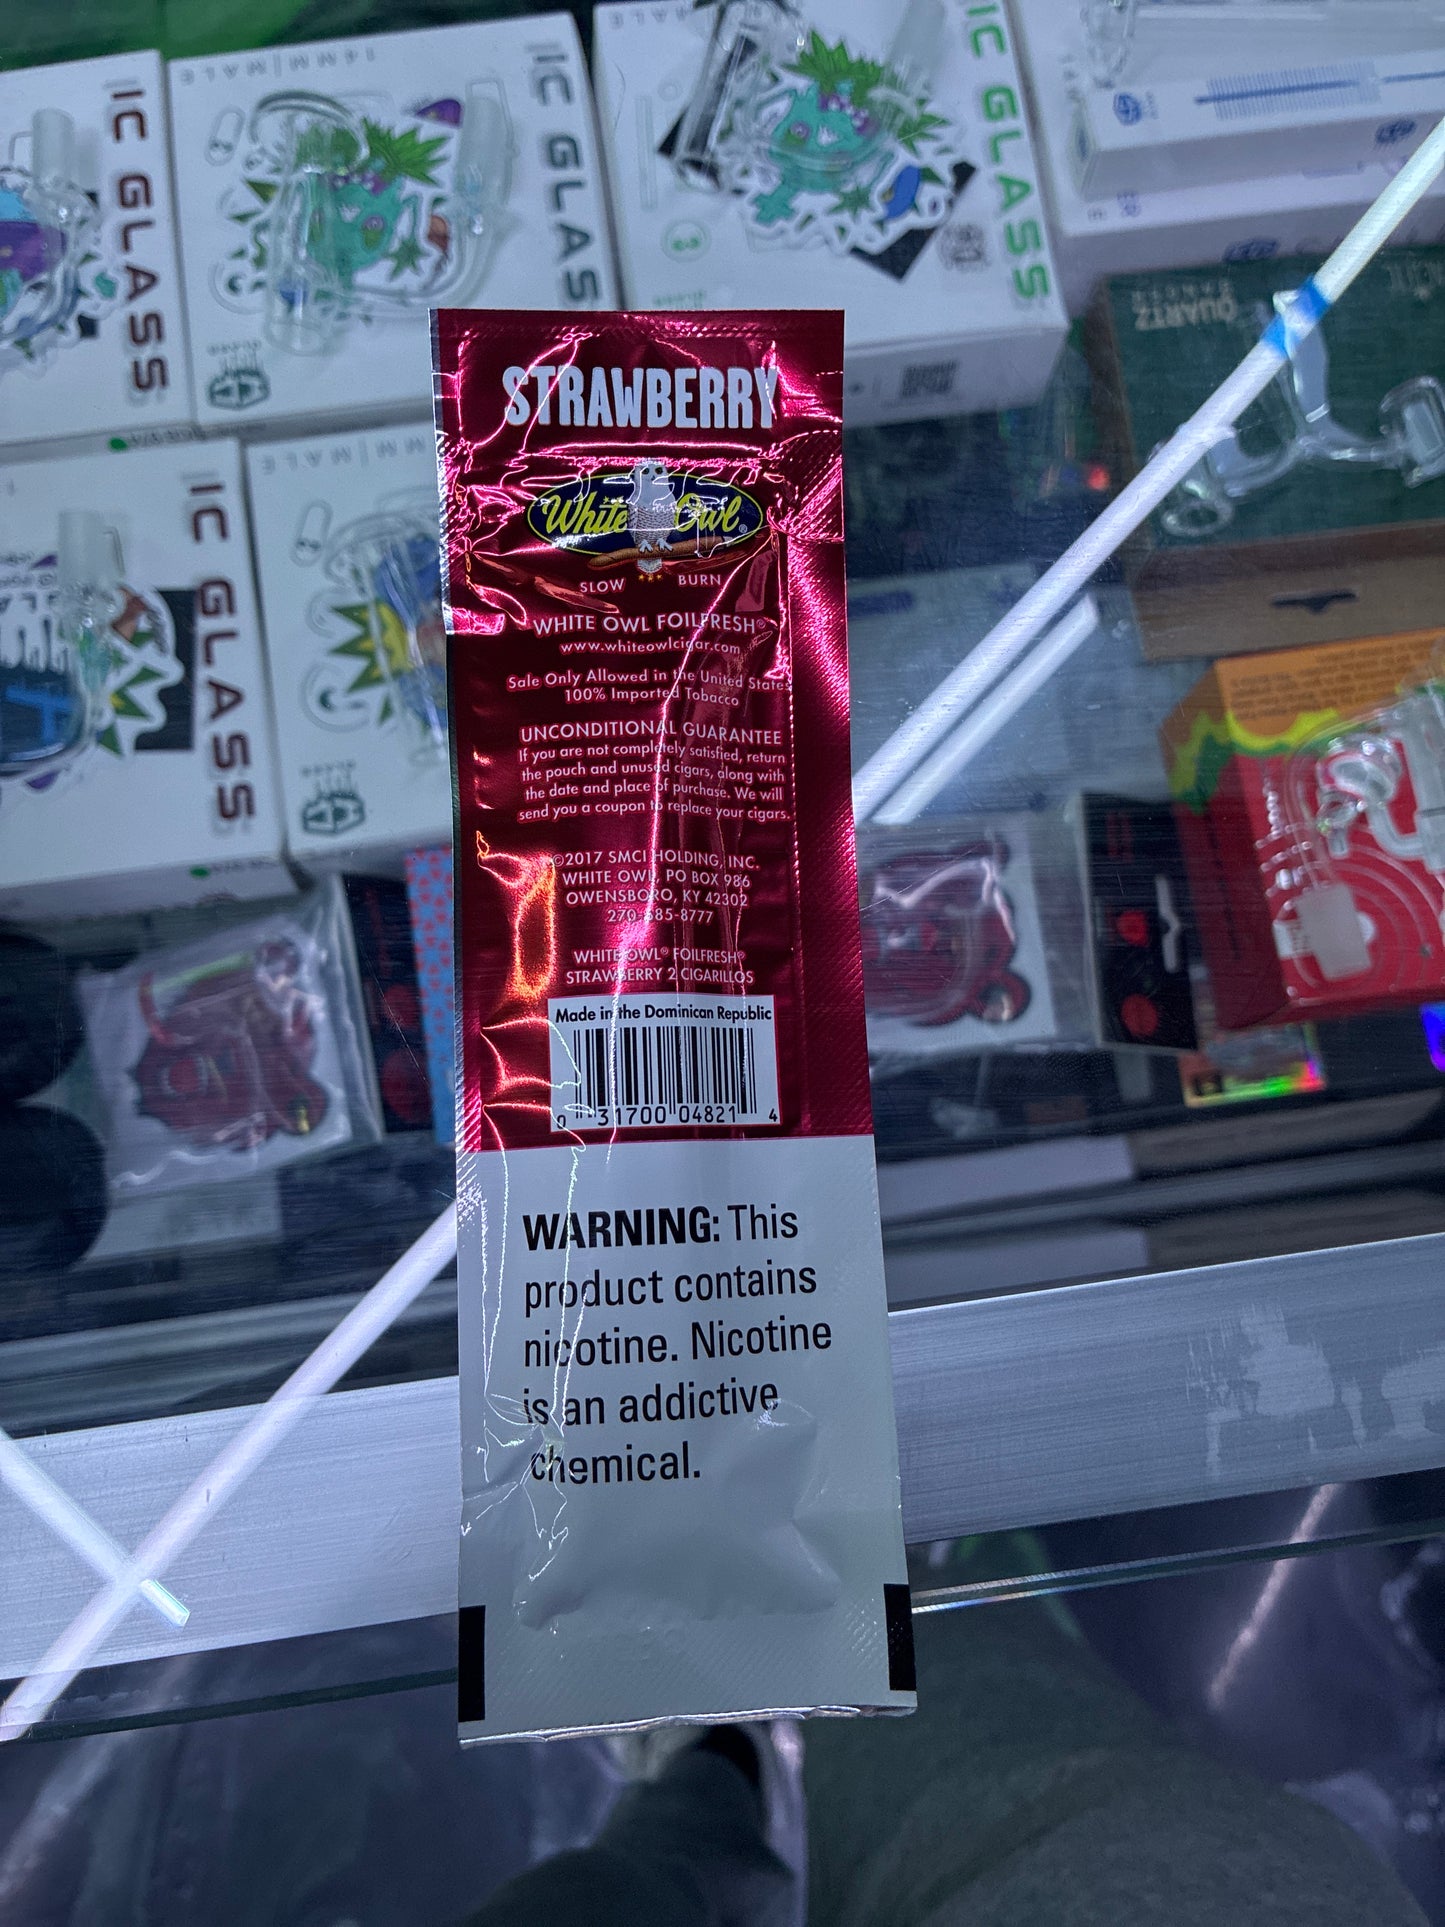 14MM | MALE
IC GLASS
IC GLASS
IC GLASS
IC GLASS
IC GLASS
QUARTZ
BANGER
STRAWBERRY
White Owl®
SLOW BURN
WHITE OWL FOILFRESH®
www.whiteowlcigar.com
Sale Only Allowed in the United States
100% Imported Tobacco
UNCONDITIONAL GUARANTEE
If you are not completely satisfied, return
the pouch and unused cigars, along with
the date and place of purchase. We will
send you a coupon to replace your cigars.
©2017 SMCI HOLDING, INC.
WHITE OWL, PO BOX 986
OWENSBORO, KY 42302
270-685-8777
WHITE OWL® FOILFRESH®
STRAWBERRY 2 CIGARILLOS
Made in the Dominican Republic
0 31700 04821 4
WARNING: This
product contains
nicotine. Nicotine
is an addictive
chemical.